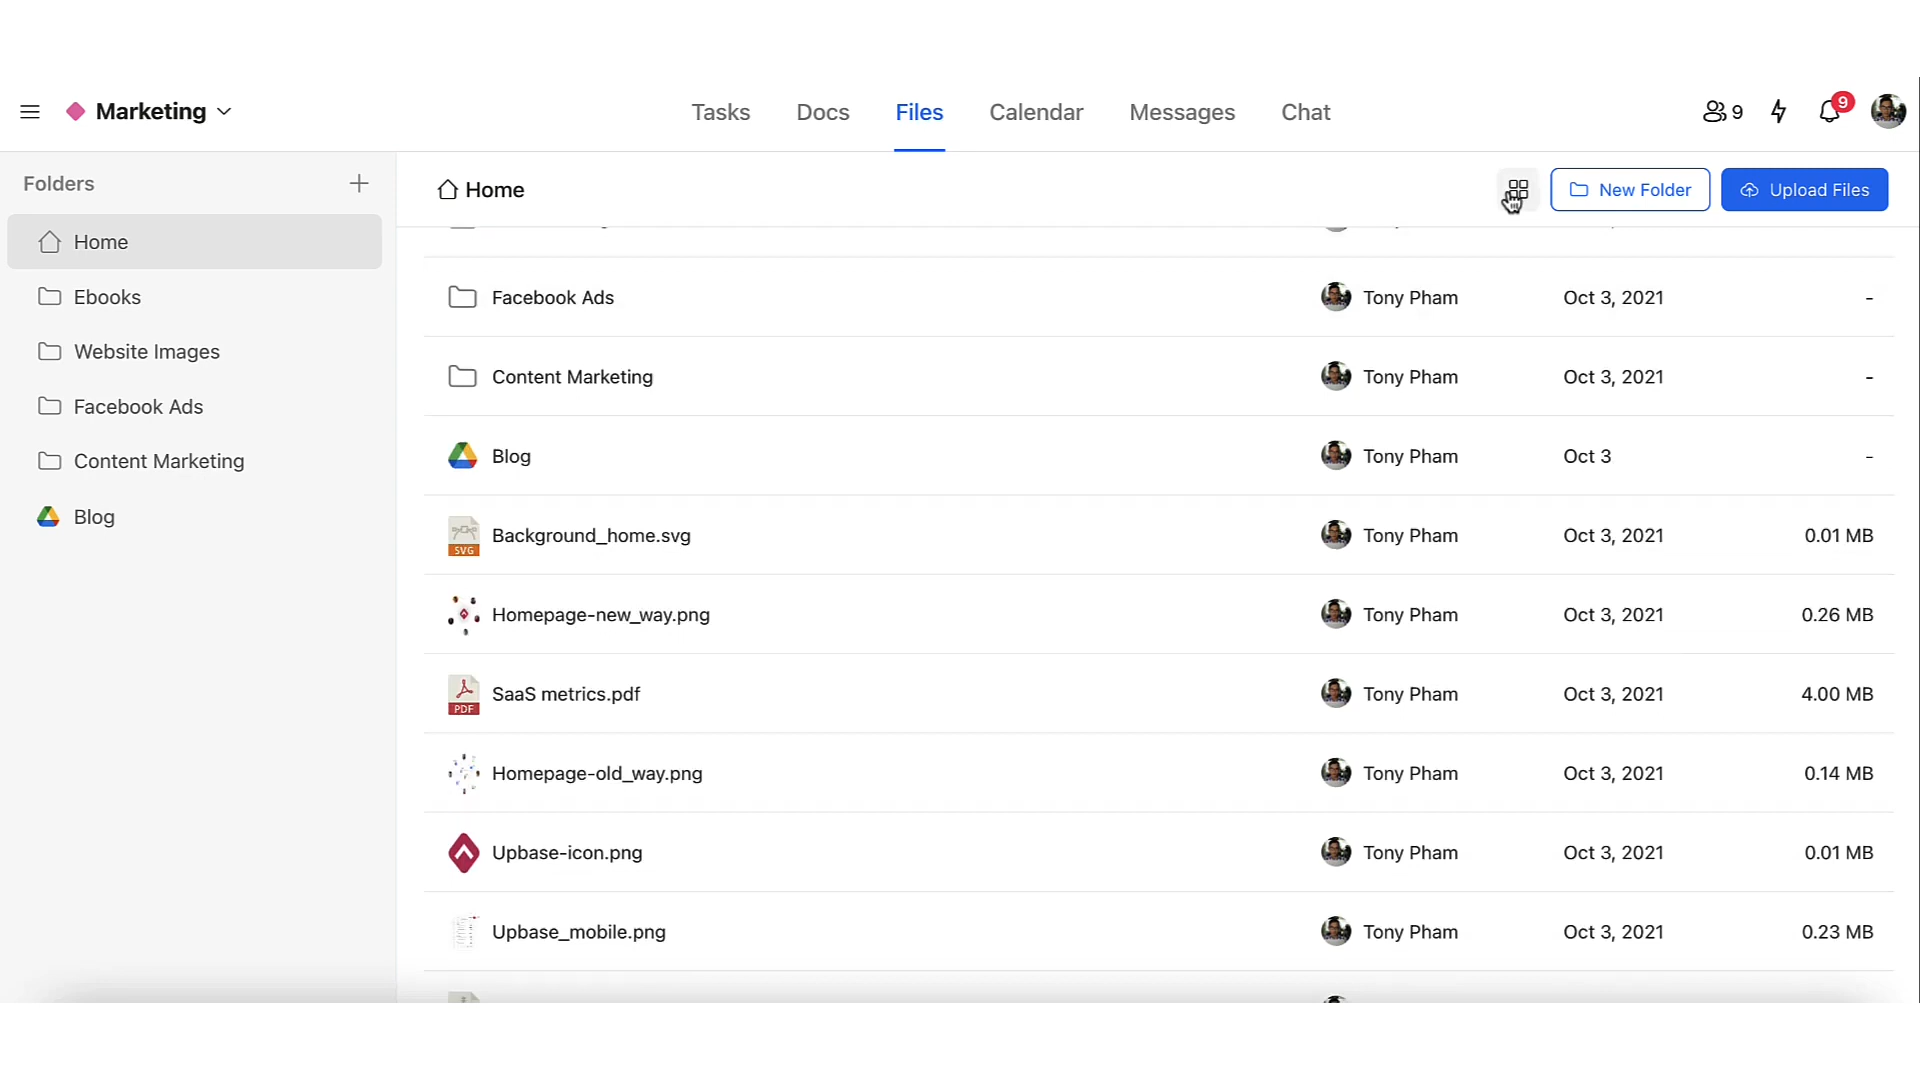 Marketing
Tasks Docs Files Calendar Messages Chat
9
9
Folders
Home
Ebooks
Website Images
Facebook Ads
Content Marketing
Blog
Home
New Folder
Upload Files
Facebook Ads Tony Pham Oct 3, 2021 -
Content Marketing Tony Pham Oct 3, 2021 -
Blog Tony Pham Oct 3 -
SVG Background_home.svg Tony Pham Oct 3, 2021 0.01 MB
Homepage-new_way.png Tony Pham Oct 3, 2021 0.26 MB
PDF SaaS metrics.pdf Tony Pham Oct 3, 2021 4.00 MB
Homepage-old_way.png Tony Pham Oct 3, 2021 0.14 MB
Upbase-icon.png Tony Pham Oct 3, 2021 0.01 MB
Upbase_mobile.png Tony Pham Oct 3, 2021 0.23 MB